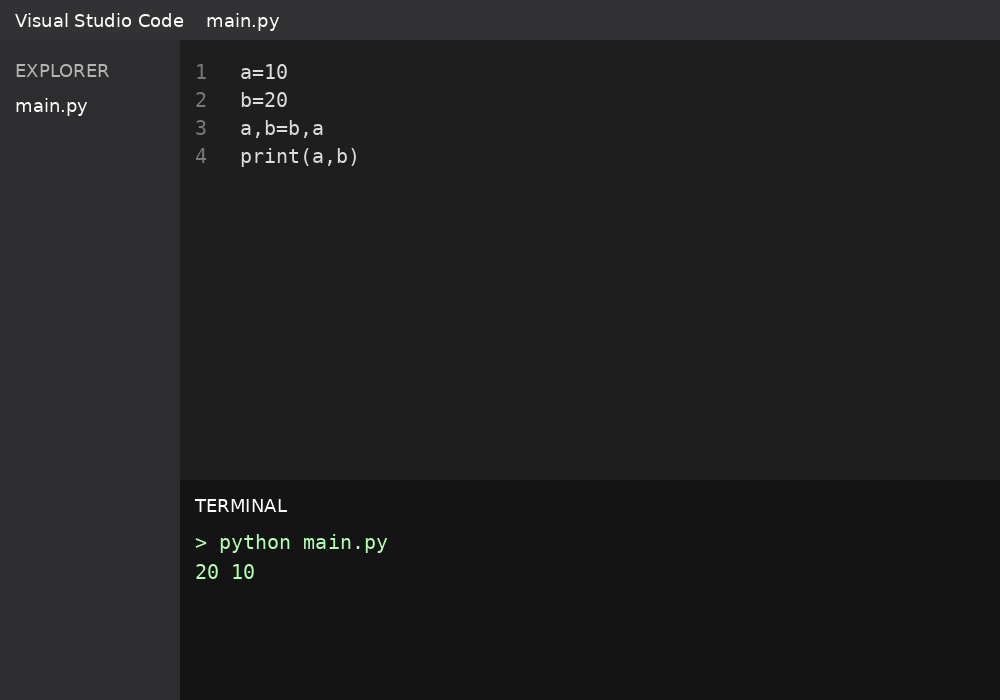 Visual Studio Code    main.py
EXPLORER
main.py
1 a=10
2 b=20
3 a,b=b,a
4 print(a,b)
TERMINAL
> python main.py
20 10